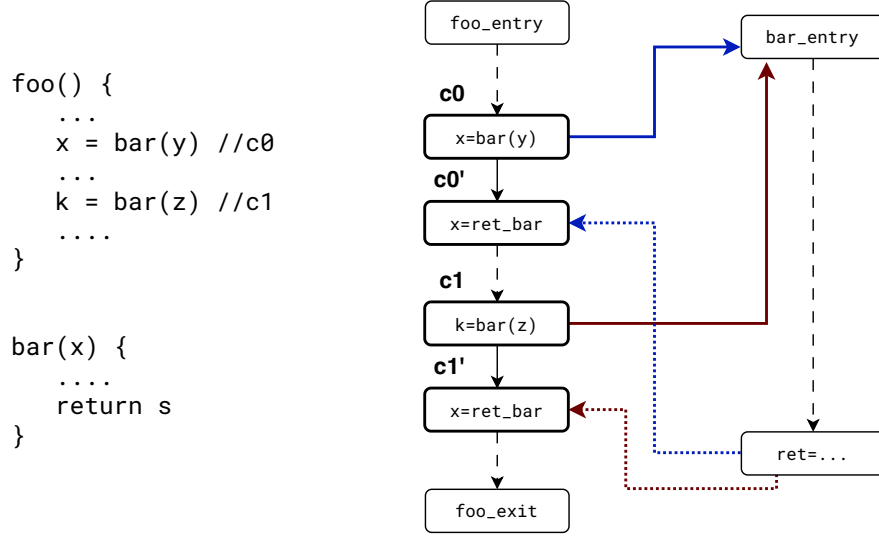 foo() {
...
x = bar(y) //c0
...
k = bar(z) //c1
....
}
bar(x) {
....
return s
}
foo_entry
c0
x=bar(y)
c0'
x=ret_bar
c1
k=bar(z)
c1'
x=ret_bar
foo_exit
bar_entry
ret=...